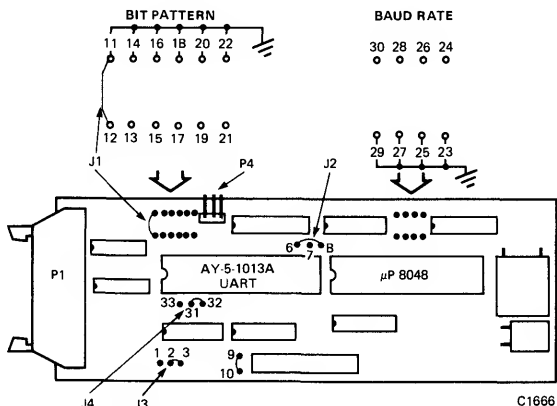 BIT PATTERN
BAUD RATE
11 14 16 1B 20 22
30 28 26 24
12 13 15 17 19 21
29 27 25 23
J1
P4
J2
P1
6 7 B
AY-5-1013A
UART
µP 8048
33 31 32
1 2 3
9
10
J4
J3
C1666